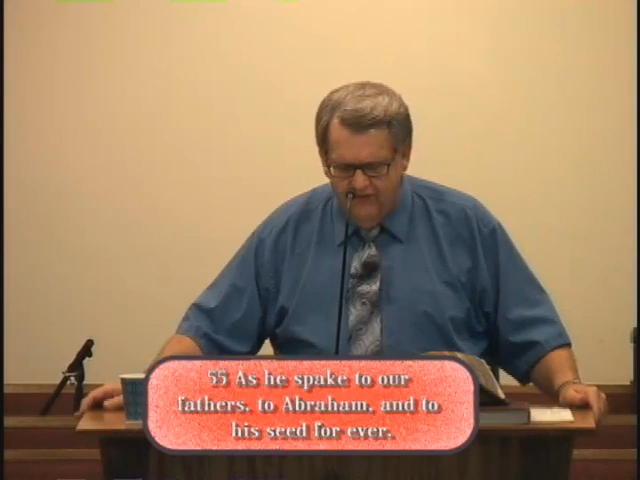 55 As he spake to our
fathers, to Abraham, and to
his seed for ever.